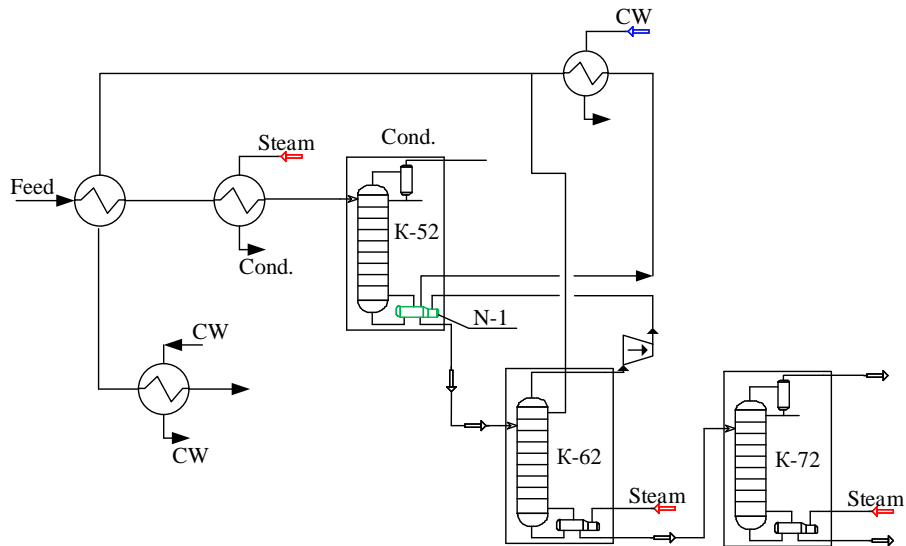 CW
Steam
Cond.
Feed
К-52
Cond.
N-1
CW
CW
К-62
К-72
Steam
Steam